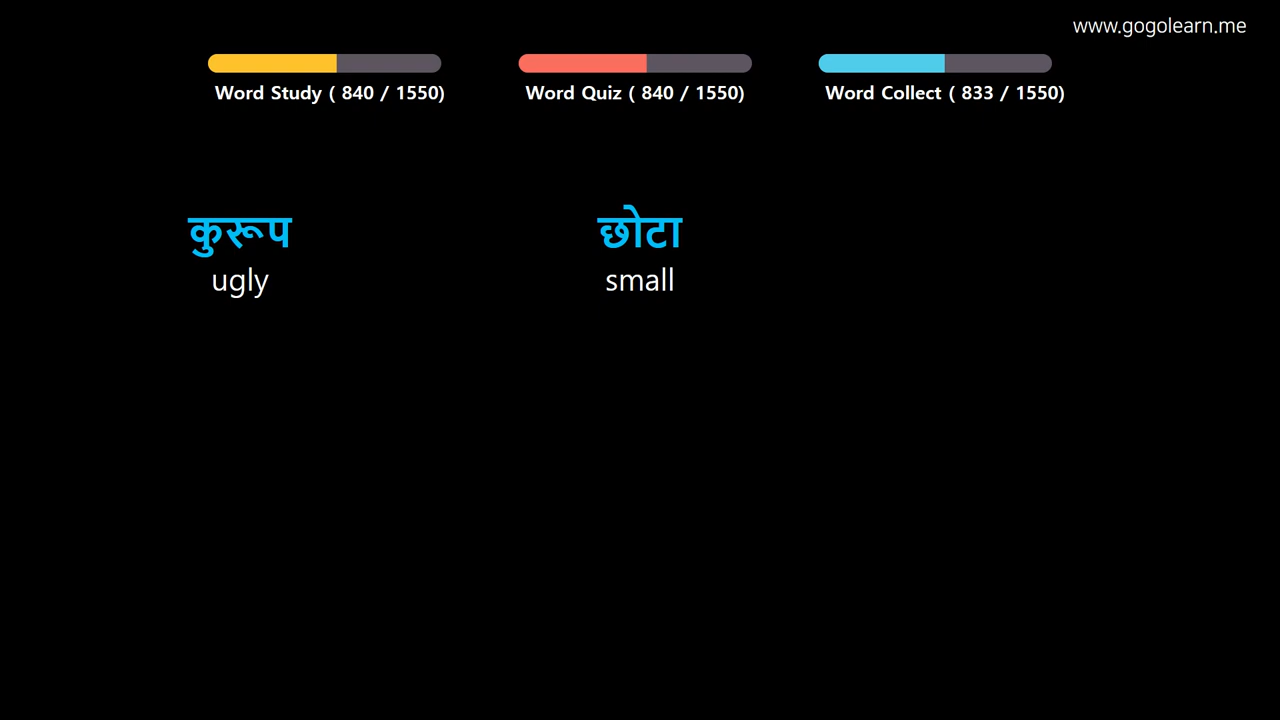 www.gogolearn.me
Word Study ( 840 / 1550)
Word Quiz ( 840 / 1550)
Word Collect ( 833 / 1550)
कुरूप
ugly
छोटा
small